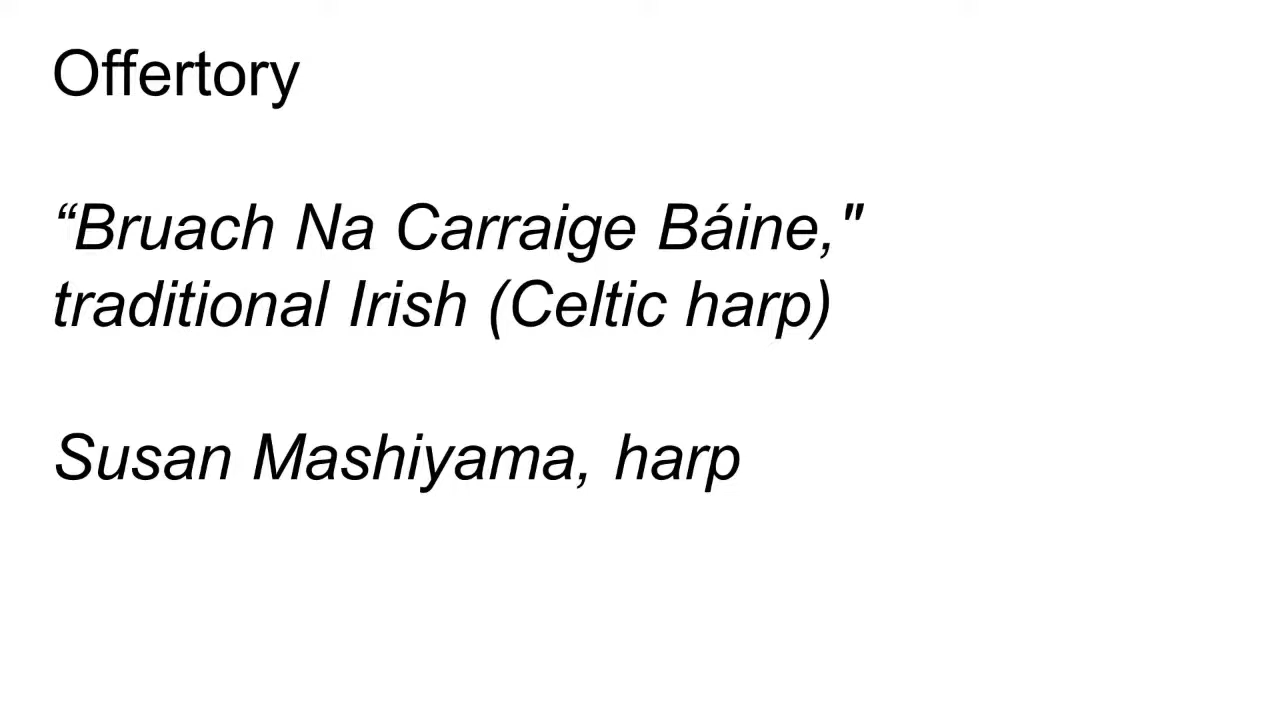 Offertory
“Bruach Na Carraige Báine,"
traditional Irish (Celtic harp)
Susan Mashiyama, harp